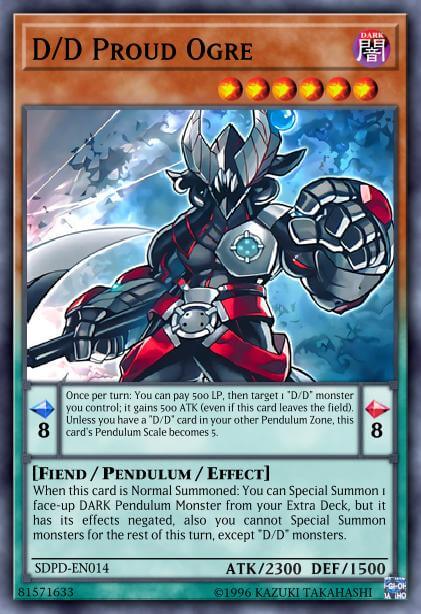 D/D Proud Ogre
DARK
闇
Once per turn: You can pay 500 LP, then target 1 "D/D" monster
you control; it gains 500 ATK (even if this card leaves the field).
Unless you have a "D/D" card in your other Pendulum Zone, this
card's Pendulum Scale becomes 5.
8
8
[Fiend / Pendulum / Effect]
When this card is Normal Summoned: You can Special Summon 1
face-up DARK Pendulum Monster from your Extra Deck, but it
has its effects negated, also you cannot Special Summon
monsters for the rest of this turn, except "D/D" monsters.
SDPD-EN014
ATK/2300 DEF/1500
81571633
©1996 KAZUKI TAKAHASHI